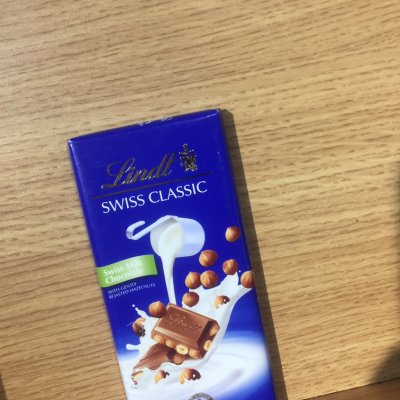 Lindt
SWISS CLASSIC
Swiss Milk
Chocolate
WITH GENTLY
ROASTED HAZELNUTS
Lindt